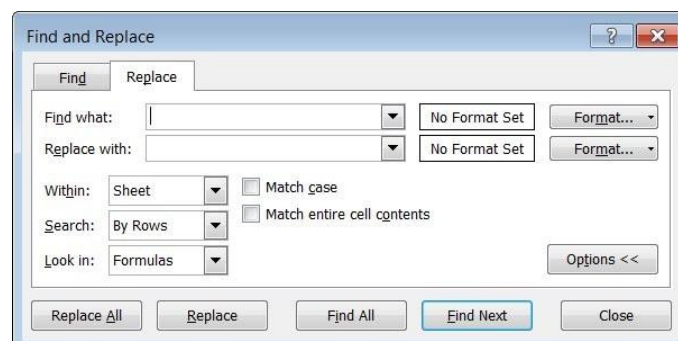 Find and Replace
Find Replace
Find what: No Format Set Format...
Replace with: No Format Set Format...
Within: Sheet Match case
Search: By Rows Match entire cell contents
Look in: Formulas Options <<
Replace All Replace Find All Find Next Close